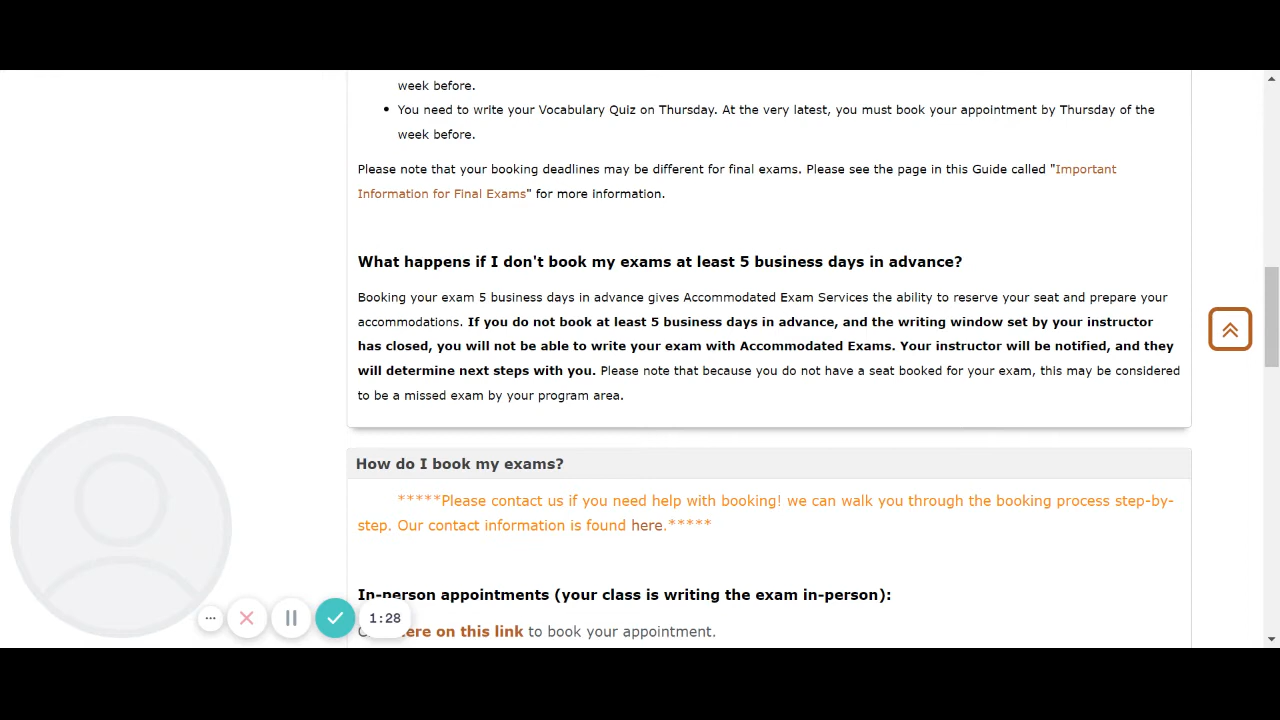 week before.
• You need to write your Vocabulary Quiz on Thursday. At the very latest, you must book your appointment by Thursday of the
week before.
Please note that your booking deadlines may be different for final exams. Please see the page in this Guide called "Important
Information for Final Exams" for more information.
What happens if I don't book my exams at least 5 business days in advance?
Booking your exam 5 business days in advance gives Accommodated Exam Services the ability to reserve your seat and prepare your
accommodations. If you do not book at least 5 business days in advance, and the writing window set by your instructor
has closed, you will not be able to write your exam with Accommodated Exams. Your instructor will be notified, and they
will determine next steps with you. Please note that because you do not have a seat booked for your exam, this may be considered
to be a missed exam by your program area.
How do I book my exams?
*****Please contact us if you need help with booking! we can walk you through the booking process step-by-
step. Our contact information is found here.*****
In-person appointments (your class is writing the exam in-person):
1:28
ere on this link to book your appointment.